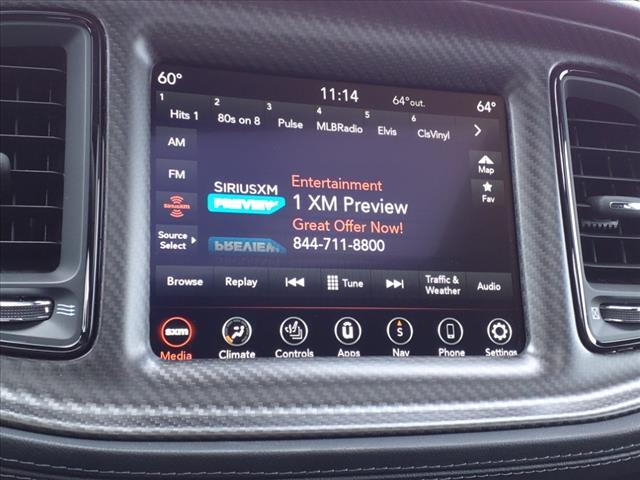 60°
11:14
64°out.
64°
1 Hits 1
2 80s on 8
3 Pulse
4 MLBRadio
5 Elvis
6 ClsVinyl
AM
FM
siriusxm
Source
Select
SIRIUSXM
PREVIEW
PREVIEW
Entertainment
1 XM Preview
Great Offer Now!
844-711-8800
Map
Fav
Browse
Replay
Tune
Traffic &
Weather
Audio
sxm
Media
Climate
Controls
Apps
S
Nav
Phone
Settings